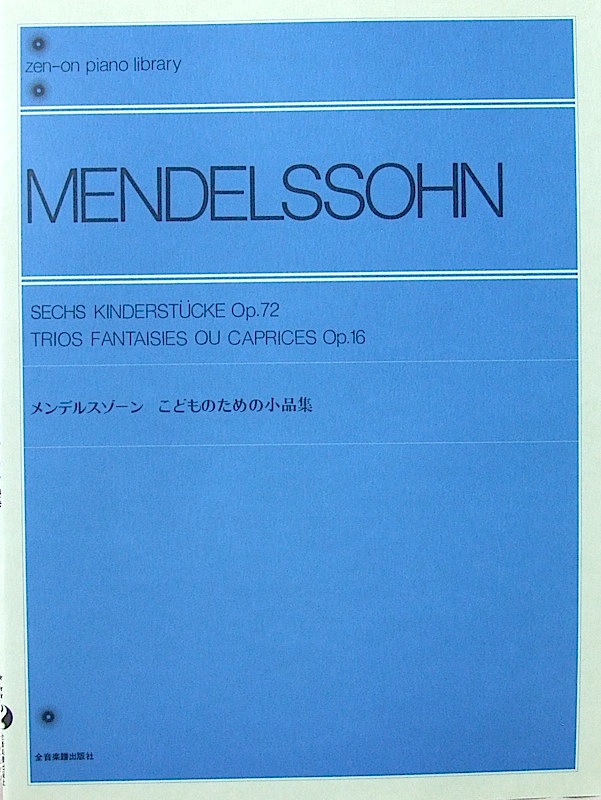 zen-on piano library
MENDELSSOHN
SECHS KINDERSTÜCKE Op.72
TRIOS FANTAISIES OU CAPRICES Op.16
メンデルスゾーン こどものための小品集
全音楽譜出版社